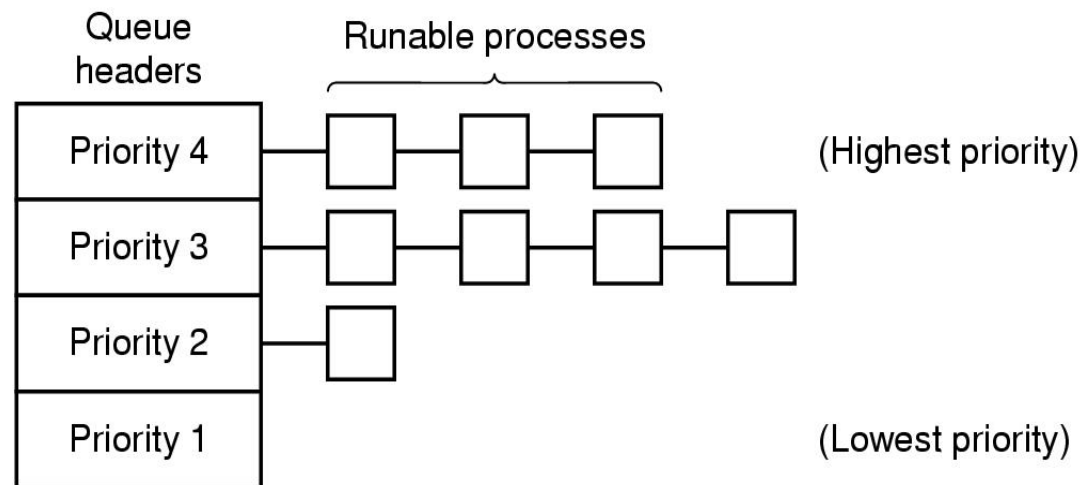 Queue
headers
Runable processes
Priority 4
(Highest priority)
Priority 3
Priority 2
Priority 1
(Lowest priority)